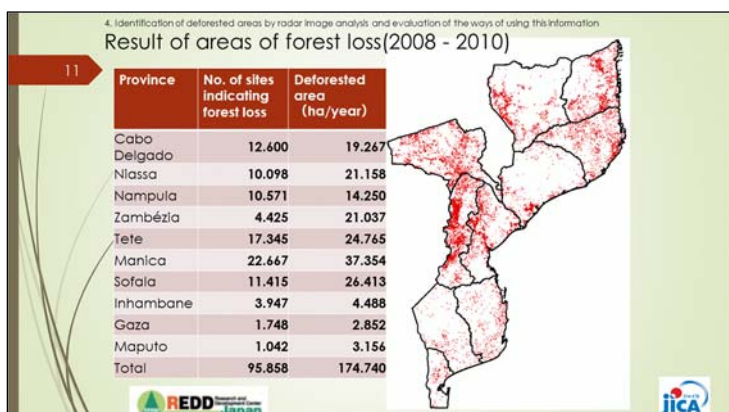 4. Identification of deforested areas by radar image analysis and evaluation of the ways of using this information
Result of areas of forest loss(2008 - 2010)
11
Province No. of sites indicating forest loss Deforested area (ha/year)
Cabo Delgado 12.600 19.267
Niassa 10.098 21.158
Nampula 10.571 14.250
Zambézia 4.425 21.037
Tete 17.345 24.765
Manica 22.667 37.354
Sofala 11.415 26.413
Inhambane 3.947 4.488
Gaza 1.748 2.852
Maputo 1.042 3.156
Total 95.858 174.740
REDD Research and Development Center
Japan
JICA